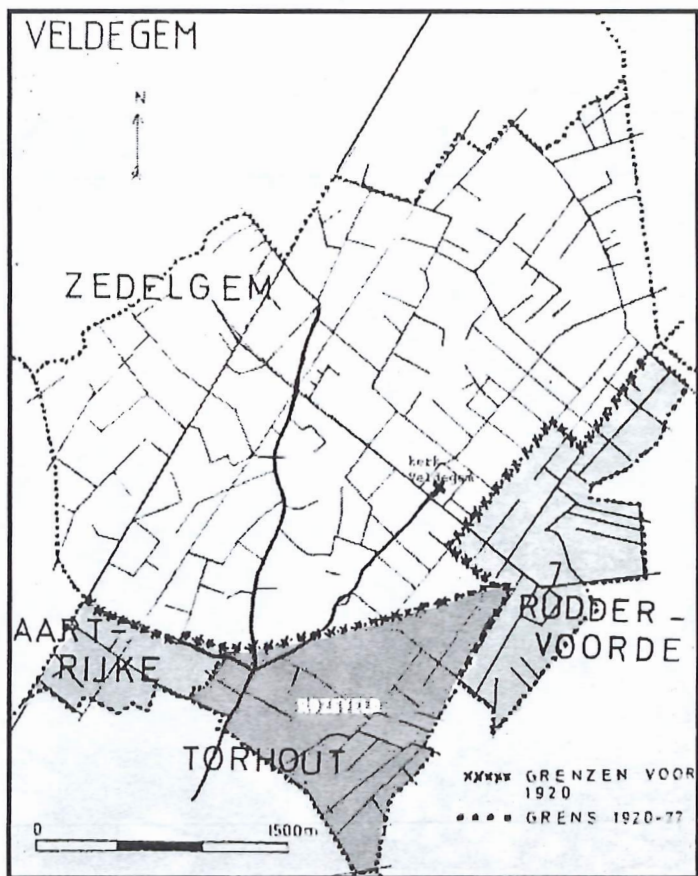 VELDEGEM
N
ZEDELGEM
kerk
Veldegem
AART-
RIJKE
RUDDER-
VOORDE
TORHOUT
0 1500m
GRENZEN VOOR
1920
GRENS 1920-77